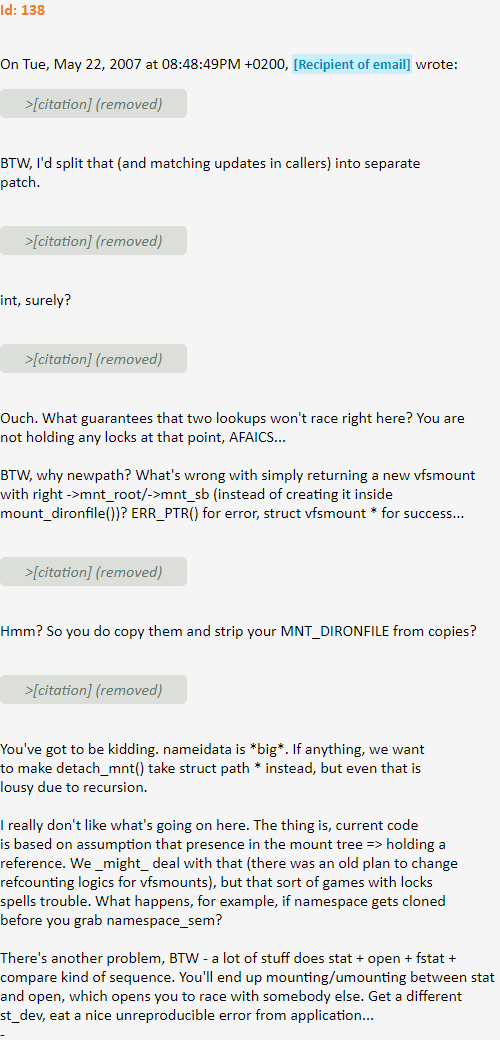 Id: 138
On Tue, May 22, 2007 at 08:48:49PM +0200, [Recipient of email] wrote:
>[citation] (removed)
BTW, I'd split that (and matching updates in callers) into separate
patch.
>[citation] (removed)
int, surely?
>[citation] (removed)
Ouch. What guarantees that two lookups won't race right here? You are
not holding any locks at that point, AFAICS...
BTW, why newpath? What's wrong with simply returning a new vfsmount
with right ->mnt_root/->mnt_sb (instead of creating it inside
mount_dironfile())? ERR_PTR() for error, struct vfsmount * for success...
>[citation] (removed)
Hmm? So you do copy them and strip your MNT_DIRONFILE from copies?
>[citation] (removed)
You've got to be kidding. nameidata is *big*. If anything, we want
to make detach_mnt() take struct path * instead, but even that is
lousy due to recursion.
I really don't like what's going on here. The thing is, current code
is based on assumption that presence in the mount tree => holding a
reference. We _might_ deal with that (there was an old plan to change
refcounting logics for vfsmounts), but that sort of games with locks
spells trouble. What happens, for example, if namespace gets cloned
before you grab namespace_sem?
There's another problem, BTW - a lot of stuff does stat + open + fstat +
compare kind of sequence. You'll end up mounting/umounting between stat
and open, which opens you to race with somebody else. Get a different
st_dev, eat a nice unreproducible error from application...
-